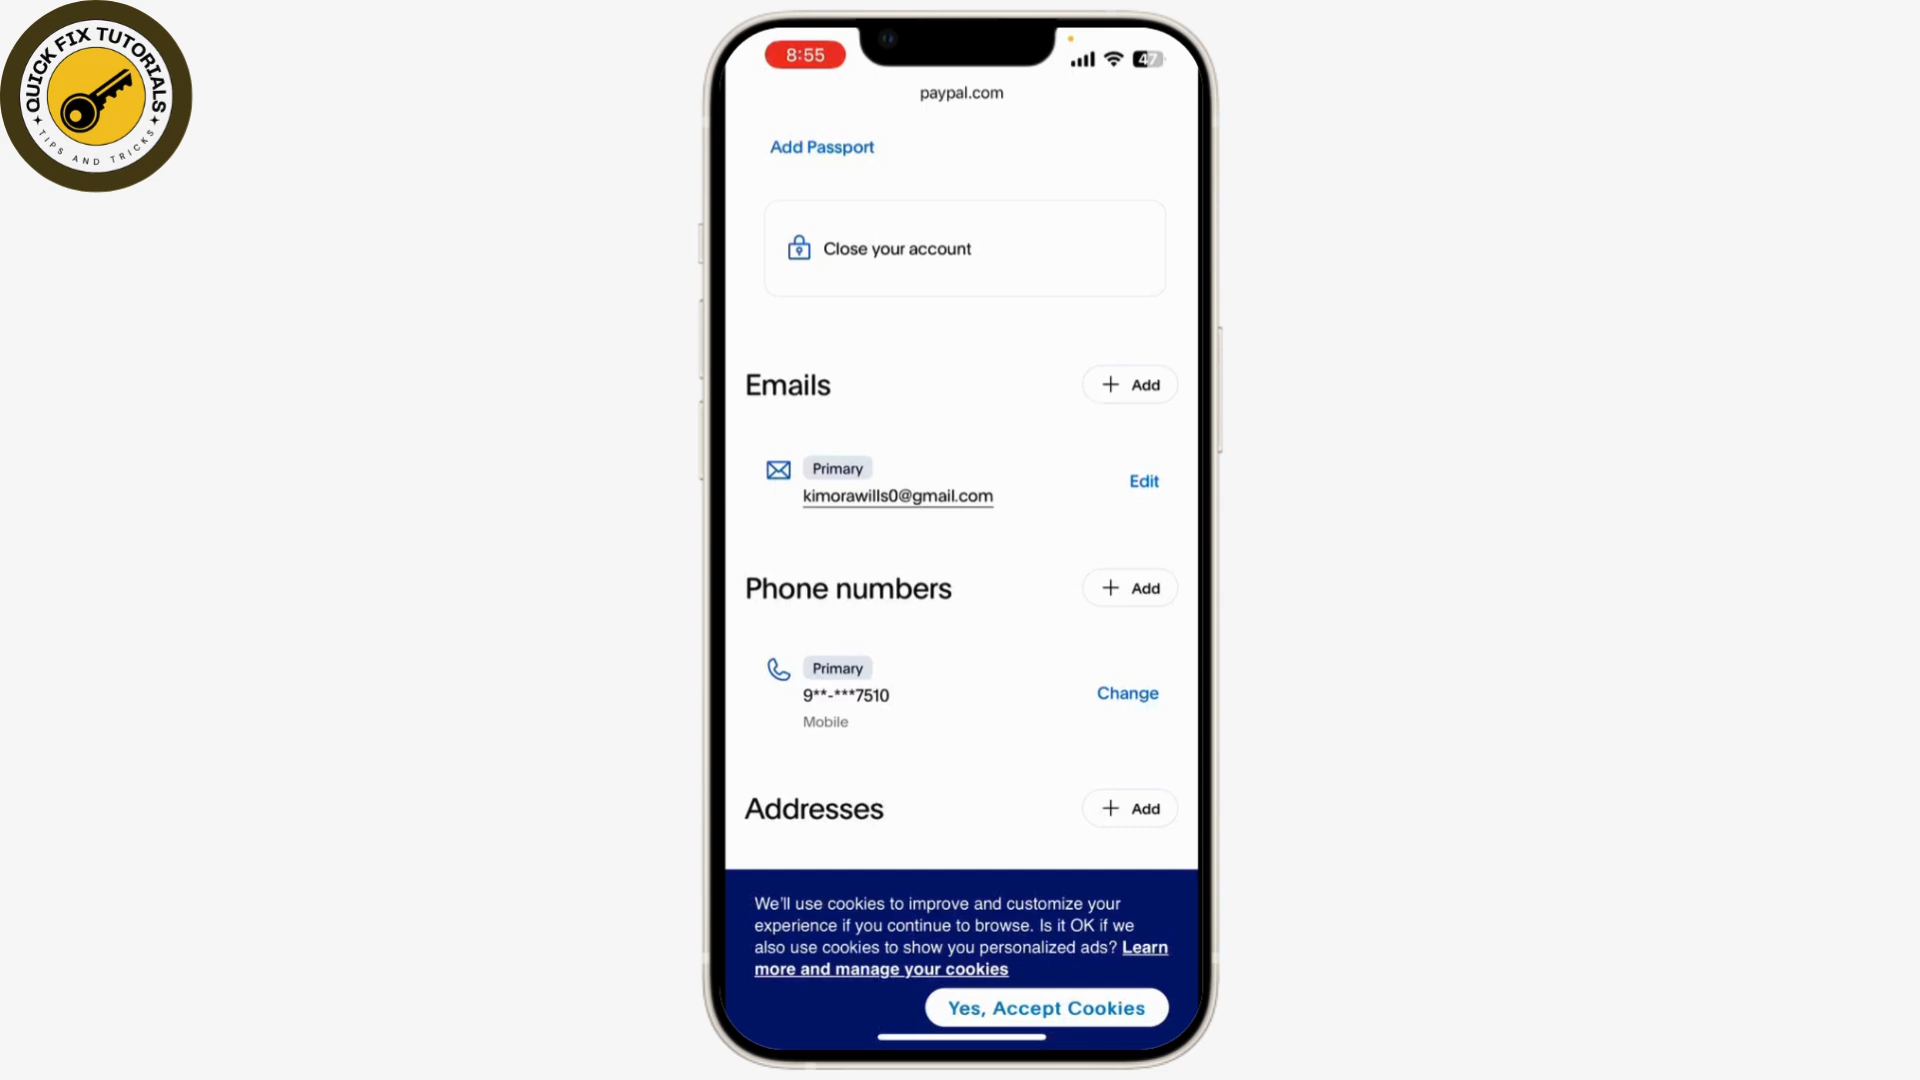 QUICK FIX TUTORIALS
TIPS AND TRICKS
8:55
47
paypal.com
Add Passport
Close your account
Emails
+ Add
Primary
kimorawills0@gmail.com
Edit
Phone numbers
+ Add
Primary
9**-***7510
Change
Mobile
Addresses
+ Add
We'll use cookies to improve and customize your
experience if you continue to browse. Is it OK if we
also use cookies to show you personalized ads? Learn
more and manage your cookies
Yes, Accept Cookies